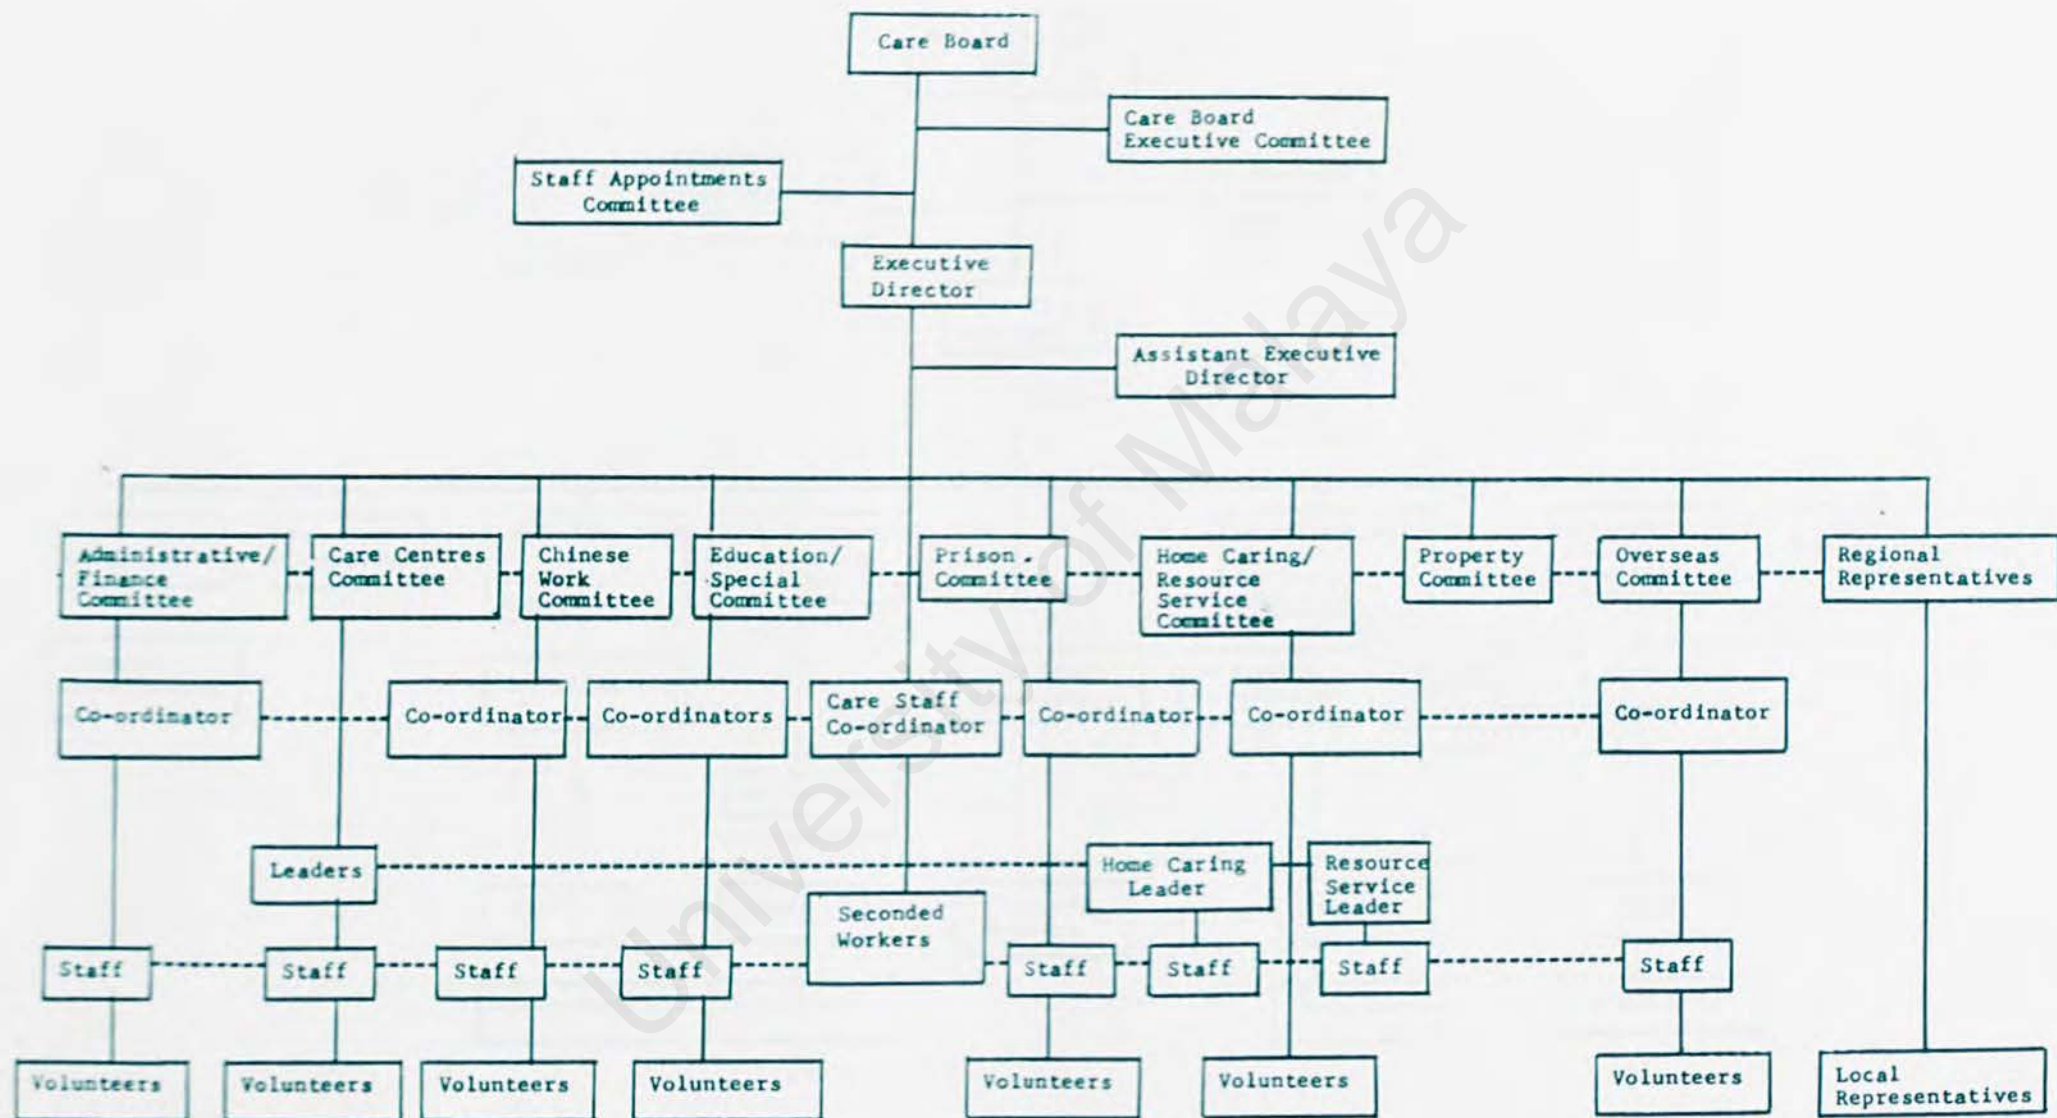 Care Board
Care Board
Executive Committee
Staff Appointments
Committee
Executive
Director
Assistant Executive
Director
Administrative/
Finance
Committee
Care Centres
Committee
Chinese
Work
Committee
Education/
Special
Committee
Prison.
Committee
Home Caring/
Resource
Service
Committee
Property
Committee
Overseas
Committee
Regional
Representatives
Co-ordinator
Co-ordinator
Co-ordinators
Care Staff
Co-ordinator
Co-ordinator
Co-ordinator
Co-ordinator
Leaders
Home Caring
Leader
Resource
Service
Leader
Seconded
Workers
Staff
Staff
Staff
Staff
Staff
Staff
Staff
Staff
Volunteers
Volunteers
Volunteers
Volunteers
Volunteers
Volunteers
Volunteers
Local
Representatives
University of Malaya